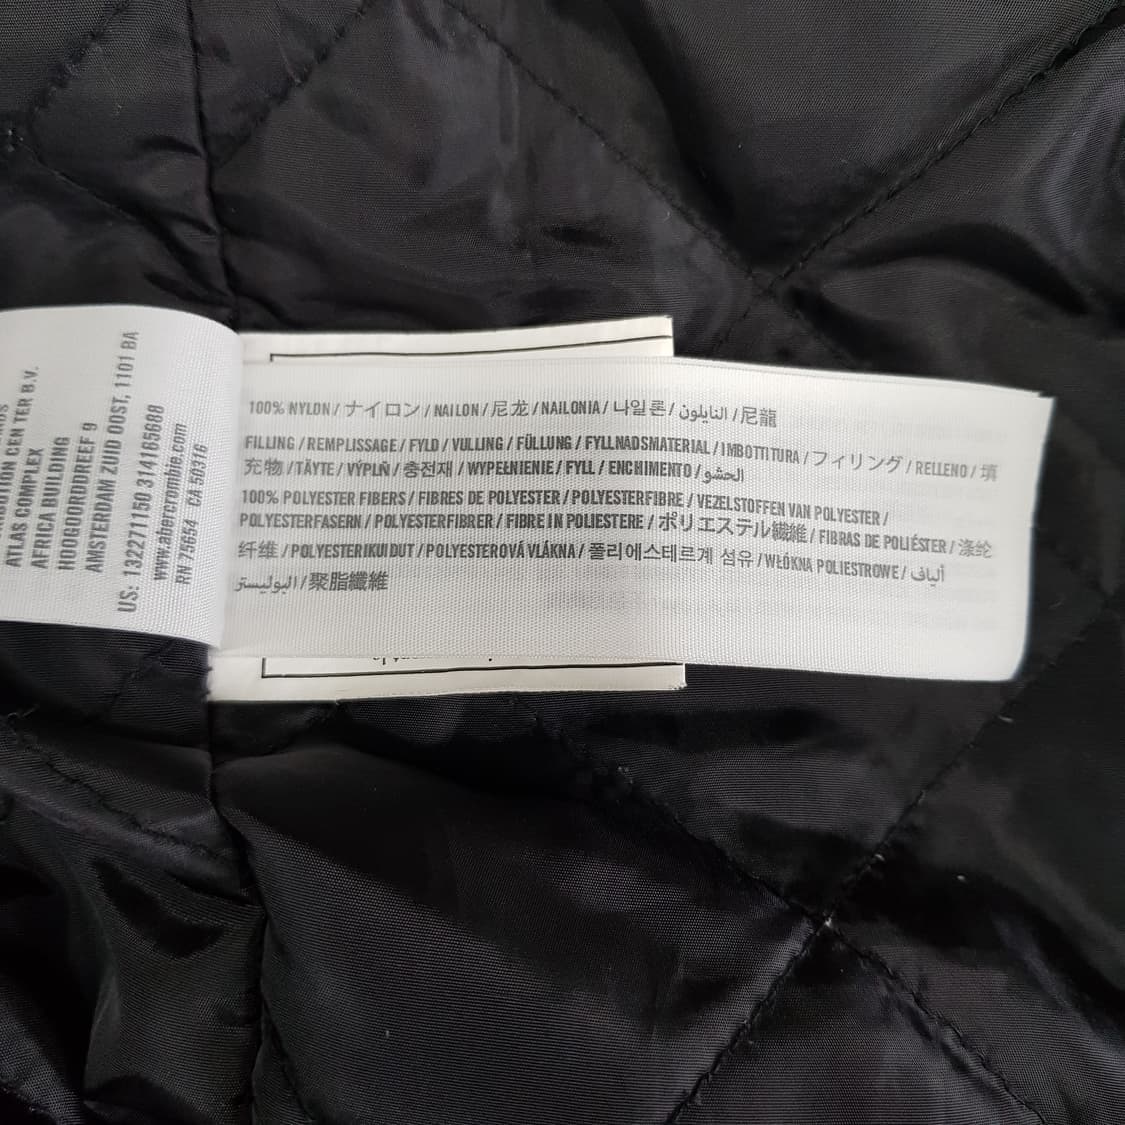 ATLAS COMPLEX
AFRICA BUILDING
HOOGOORDDREEF 9
AMSTERDAM ZUID OOST, 1101 BA
US: 132271150 314165688
www.abercrombie.com
RN 75654 CA 50316
100% NYLON / ナイロン / NAILON / 尼龙 / NAILONIA / 나일론 / النايلون / 尼龍
FILLING / REMPLISSAGE / FYLD / VULLING / FÜLLUNG / FYLLNADSMATERIAL / IMBOTTITURA / フィリング / RELLENO / 填
充物 / TÄYTE / VÝPLŇ / 충전재 / WYPEŁNIENIE / FYLL / ENCHIMENTO / الحشو
100% POLYESTER FIBERS / FIBRES DE POLYESTER / POLYESTERFIBRE / VEZELSTOFFEN VAN POLYESTER /
POLYESTERFASERN / POLYESTERFIBRER / FIBRE IN POLIESTERE / ポリエステル繊維 / FIBRAS DE POLIÉSTER / 涤纶
纤维 / POLYESTERIKUIDUT / POLYESTEROVÁ VLÁKNA / 폴리에스테르계 섬유 / WŁÓKNA POLIESTROWE / ألياف
البوليستر / 聚脂纖維